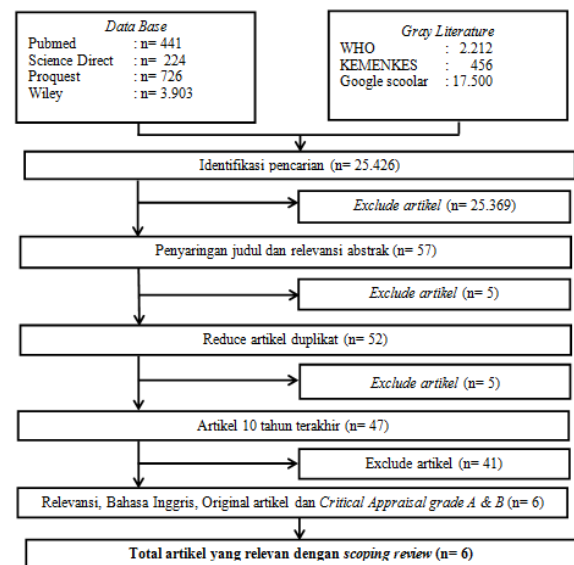 Data Base
Pubmed : n= 441
Science Direct : n= 224
Proquest : n= 726
Wiley : n= 3.903
Gray Literature
WHO : 2.212
KEMENKES : 456
Google scoolar : 17.500
Identifikasi pencarian (n= 25.426)
Exclude artikel (n= 25.369)
Penyaringan judul dan relevansi abstrak (n= 57)
Exclude artikel (n= 5)
Reduce artikel duplikat (n= 52)
Exclude artikel (n= 5)
Artikel 10 tahun terakhir (n= 47)
Exclude artikel (n= 41)
Relevansi, Bahasa Inggris, Original artikel dan Critical Appraisal grade A & B (n= 6)
Total artikel yang relevan dengan scoping review (n= 6)